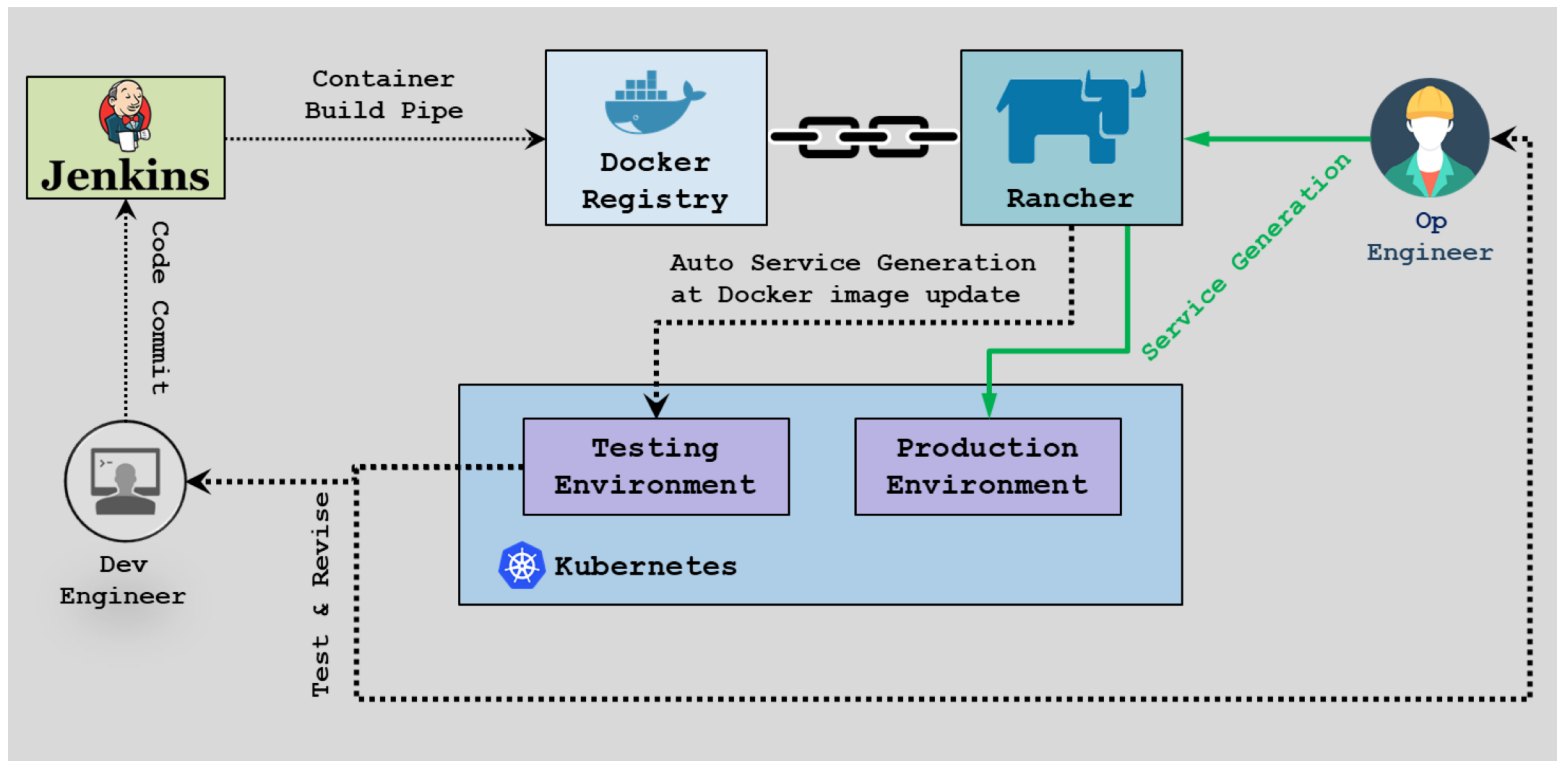 Container
Build Pipe
Jenkins
Docker
Registry
Rancher
Op
Engineer
Code Commit
Auto Service Generation
at Docker image update
Service Generation
Testing
Environment
Production
Environment
>-
Dev
Engineer
Test & Revise
Kubernetes